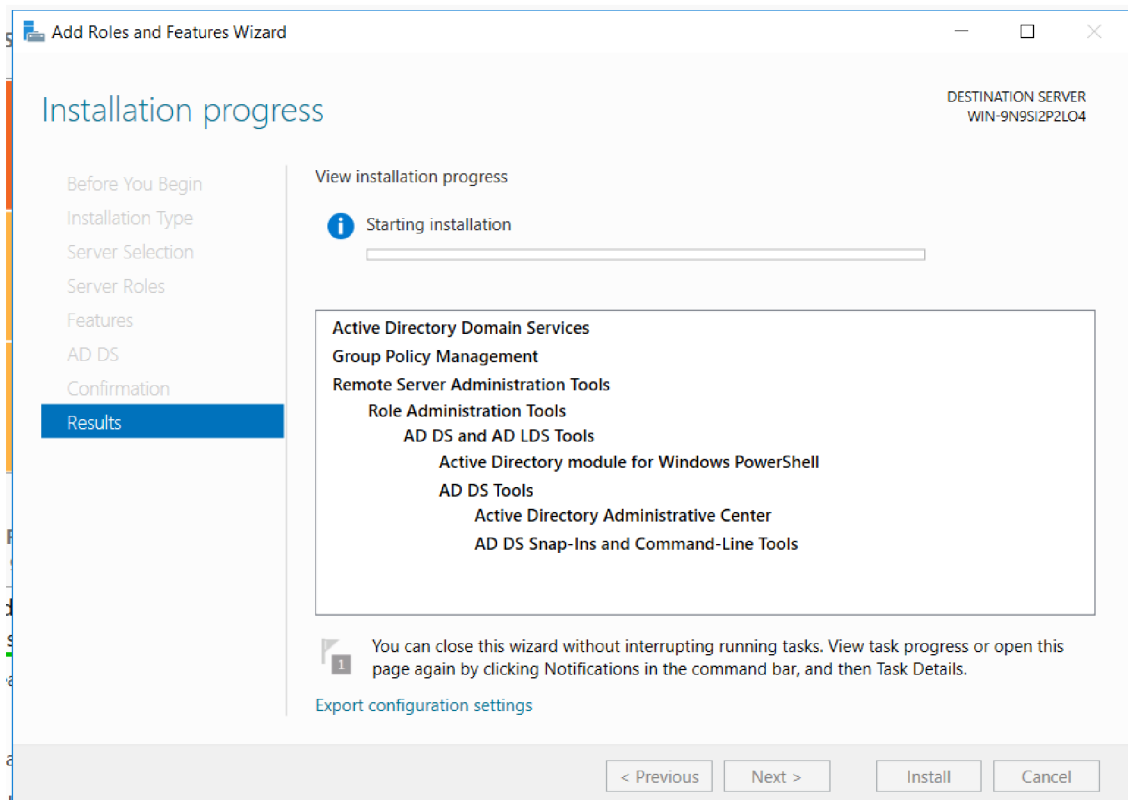 Add Roles and Features Wizard
Installation progress
DESTINATION SERVER
WIN-9N9SI2P2LO4
Before You Begin
Installation Type
Server Selection
Server Roles
Features
AD DS
Confirmation
Results
View installation progress
Starting installation
Active Directory Domain Services
Group Policy Management
Remote Server Administration Tools
Role Administration Tools
AD DS and AD LDS Tools
Active Directory module for Windows PowerShell
AD DS Tools
Active Directory Administrative Center
AD DS Snap-Ins and Command-Line Tools
1
You can close this wizard without interrupting running tasks. View task progress or open this
page again by clicking Notifications in the command bar, and then Task Details.
Export configuration settings
< Previous
Next >
Install
Cancel